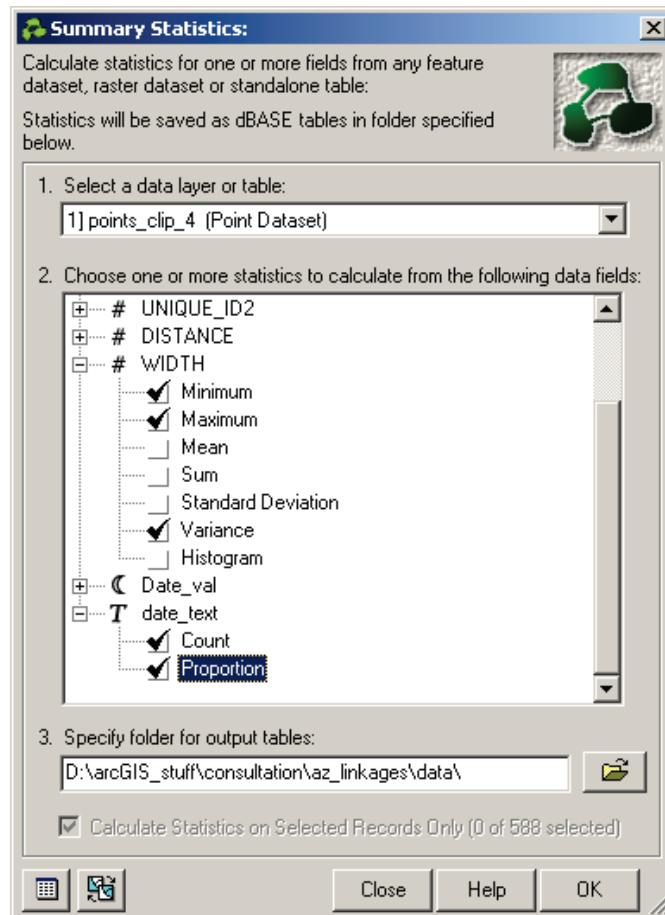 Summary Statistics:
Calculate statistics for one or more fields from any feature
dataset, raster dataset or standalone table:
Statistics will be saved as dBASE tables in folder specified
below.
1. Select a data layer or table:
1] points_clip_4 (Point Dataset)
2. Choose one or more statistics to calculate from the following data fields:
# UNIQUE_ID2
# DISTANCE
# WIDTH
Minimum
Maximum
Mean
Sum
Standard Deviation
Variance
Histogram
Date_val
T date_text
Count
Proportion
3. Specify folder for output tables:
D:\arcGIS_stuff\consultation\az_linkages\data\
Calculate Statistics on Selected Records Only (0 of 588 selected)
Close Help OK